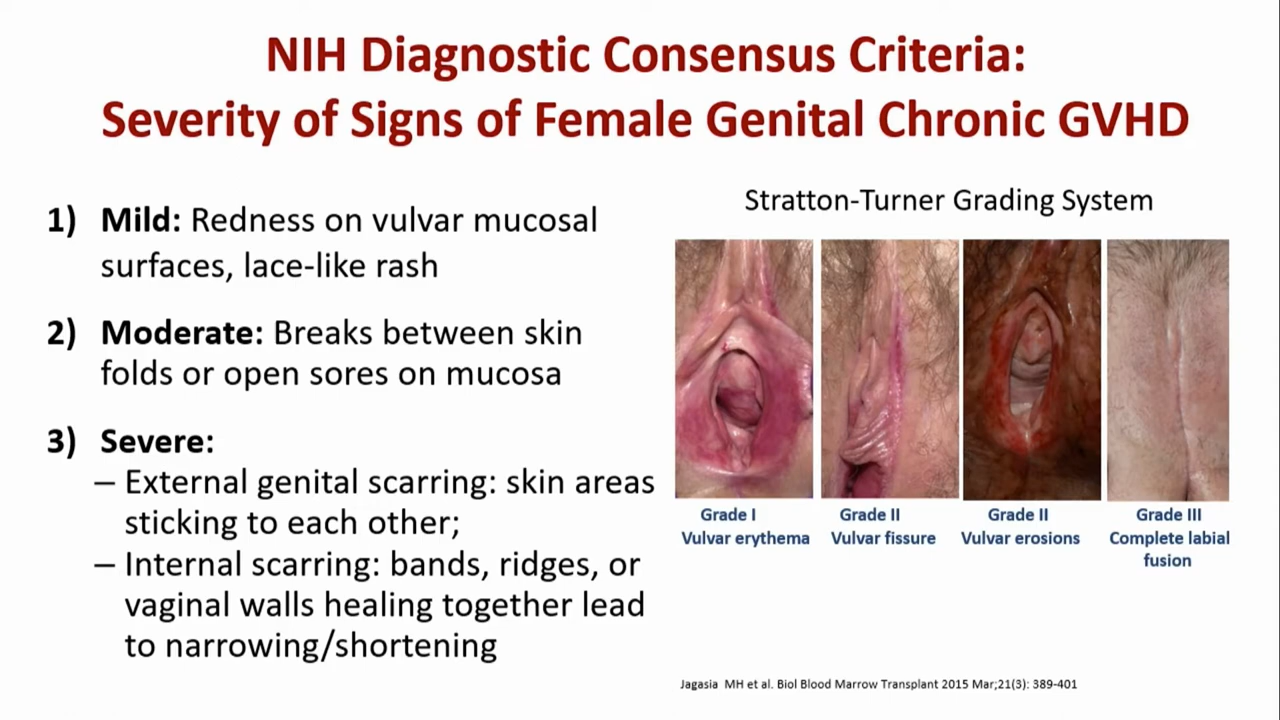 NIH Diagnostic Consensus Criteria:
Severity of Signs of Female Genital Chronic GVHD
1) Mild: Redness on vulvar mucosal
surfaces, lace-like rash
2) Moderate: Breaks between skin
folds or open sores on mucosa
3) Severe:
– External genital scarring: skin areas
sticking to each other;
– Internal scarring: bands, ridges, or
vaginal walls healing together lead
to narrowing/shortening
Stratton-Turner Grading System
Grade I
Vulvar erythema
Grade II
Vulvar fissure
Grade II
Vulvar erosions
Grade III
Complete labial
fusion
Jagasia MH et al. Biol Blood Marrow Transplant 2015 Mar;21(3): 389-401